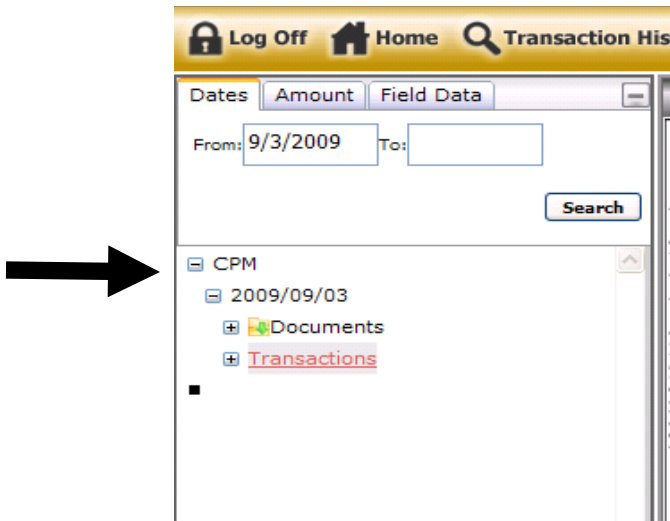 Log Off Home Transaction His
Dates Amount Field Data
From: 9/3/2009 To:
Search
CPM
2009/09/03
Documents
Transactions